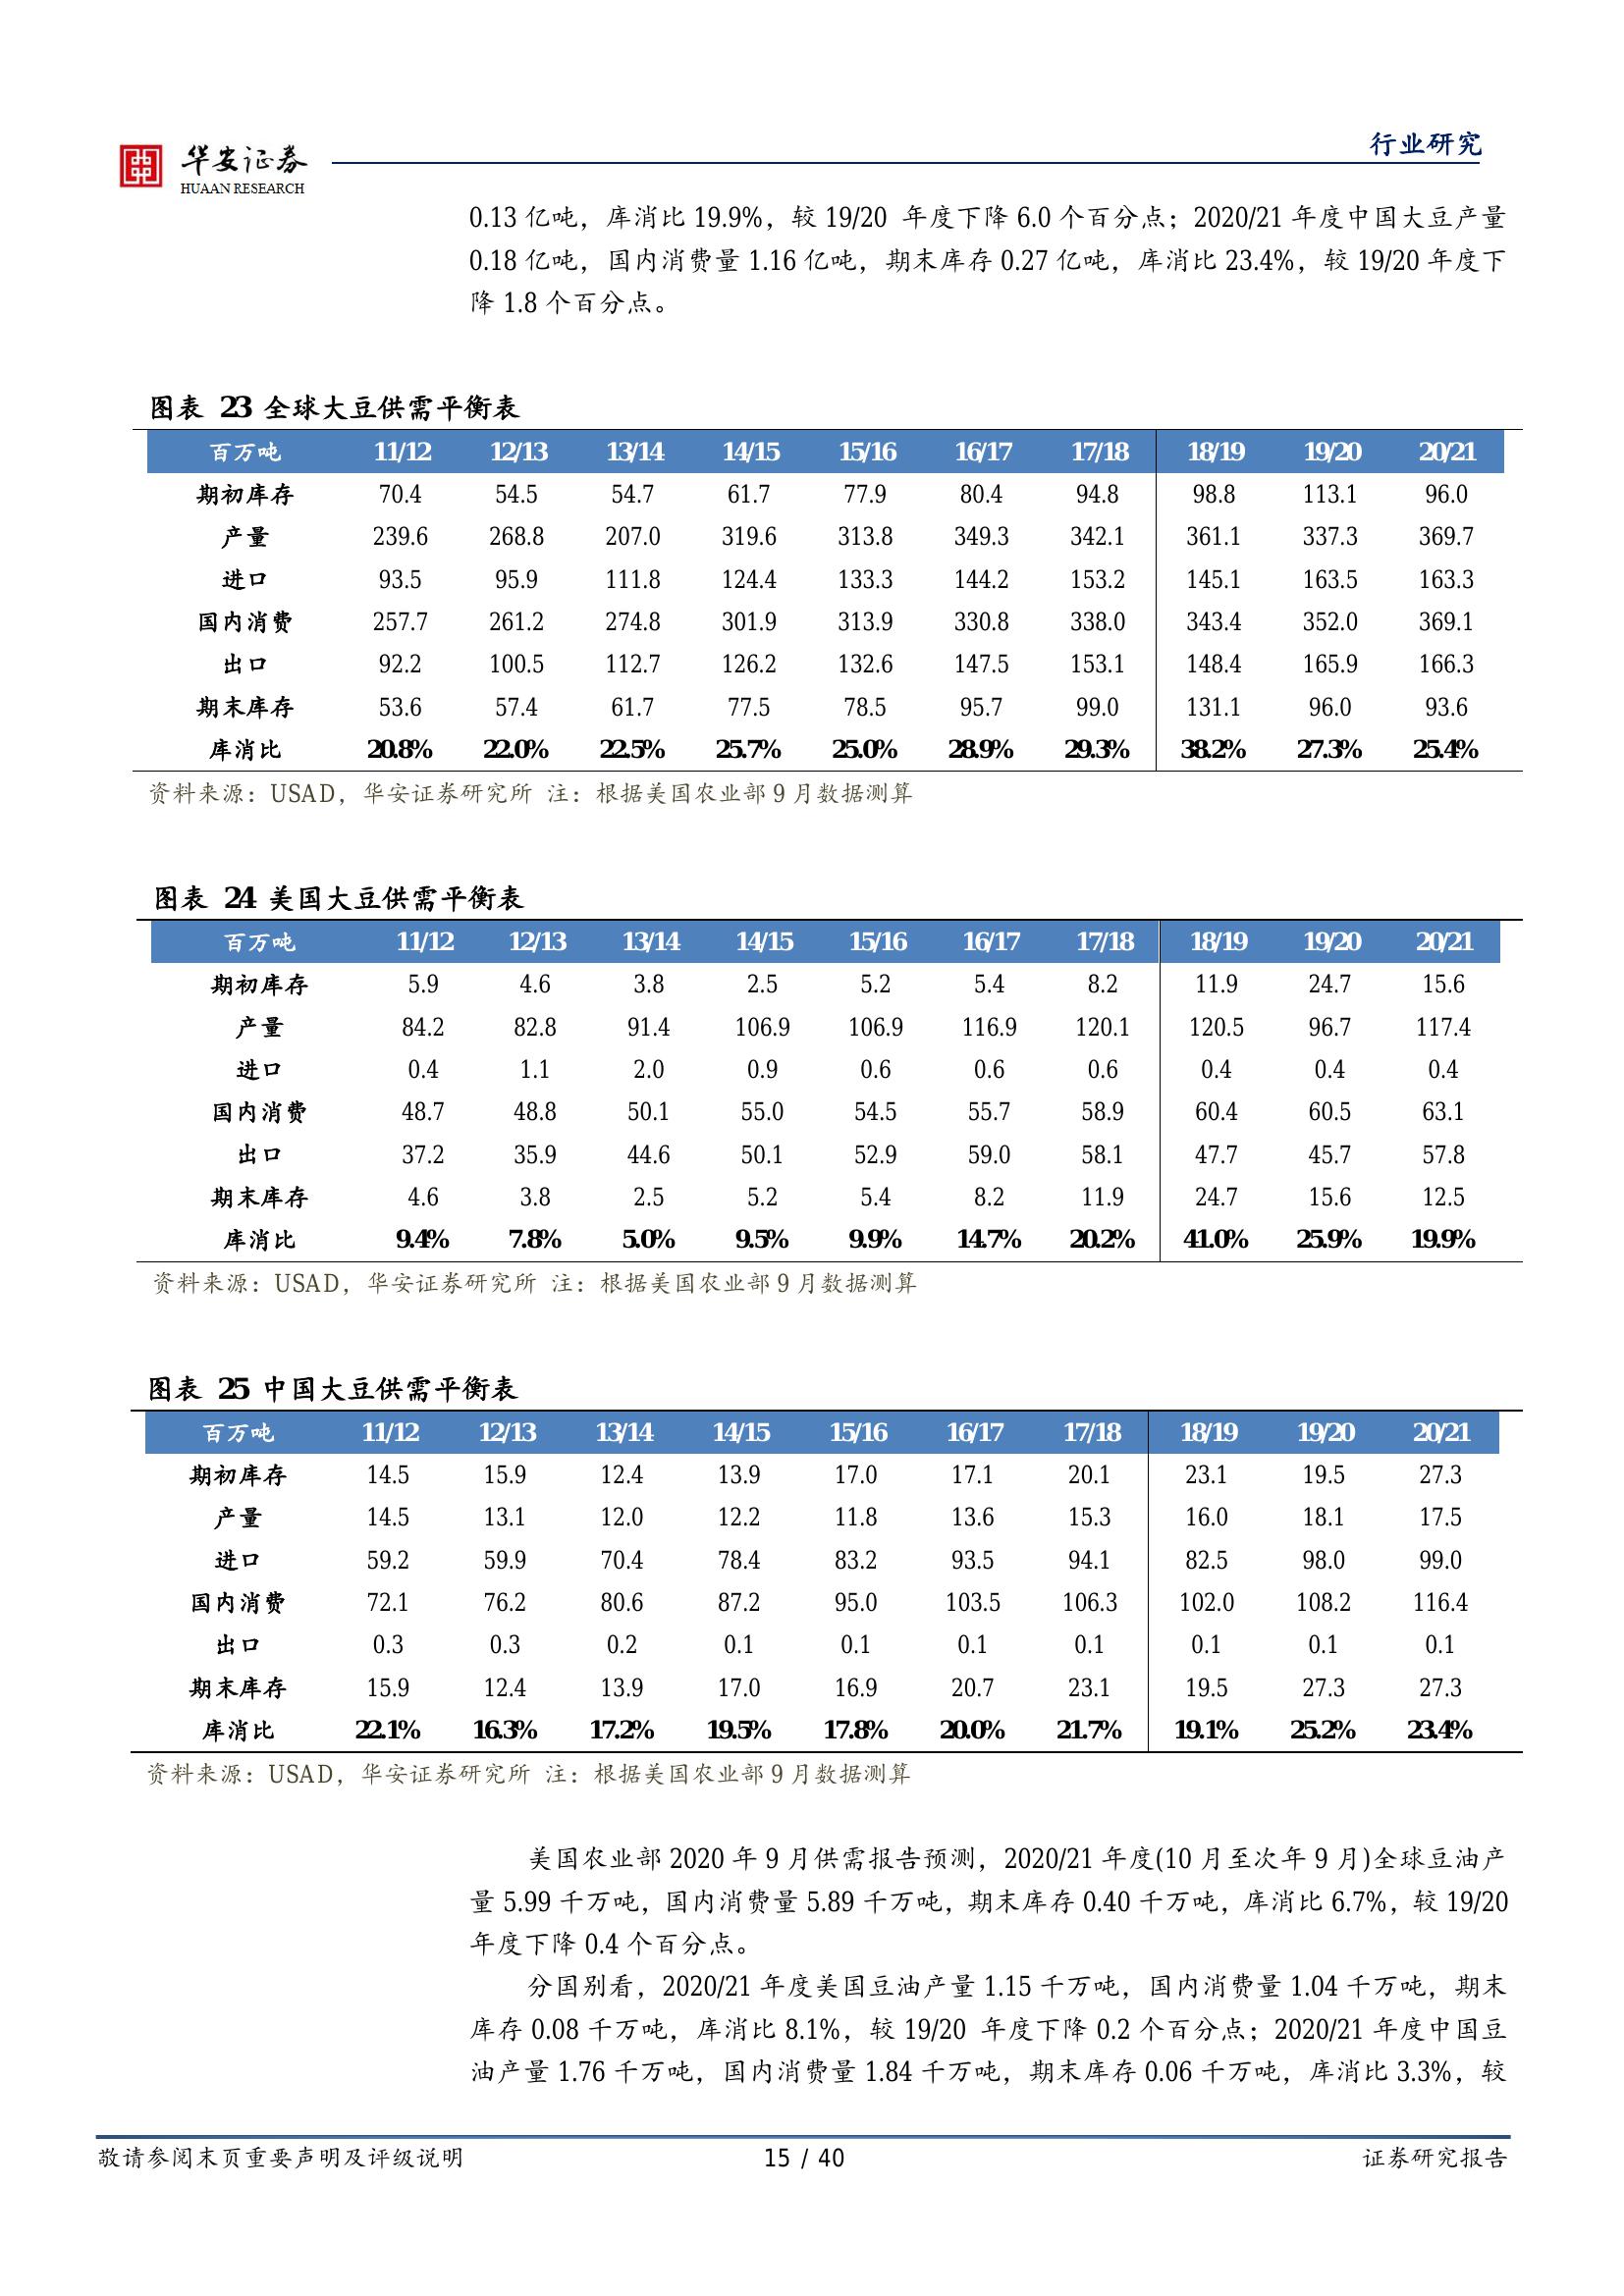 行业研究
华安证券
HUAAN RESEARCH
0.13 亿吨，库消比 19.9%，较 19/20 年度下降 6.0 个百分点；2020/21 年度中国大豆产量
0.18 亿吨，国内消费量 1.16 亿吨，期末库存 0.27 亿吨，库消比 23.4%，较 19/20 年度下
降 1.8 个百分点。
图表 23 全球大豆供需平衡表
百万吨 11/12 12/13 13/14 14/15 15/16 16/17 17/18 18/19 19/20 20/21
期初库存 70.4 54.5 54.7 61.7 77.9 80.4 94.8 98.8 113.1 96.0
产量 239.6 268.8 207.0 319.6 313.8 349.3 342.1 361.1 337.3 369.7
进口 93.5 95.9 111.8 124.4 133.3 144.2 153.2 145.1 163.5 163.3
国内消费 257.7 261.2 274.8 301.9 313.9 330.8 338.0 343.4 352.0 369.1
出口 92.2 100.5 112.7 126.2 132.6 147.5 153.1 148.4 165.9 166.3
期末库存 53.6 57.4 61.7 77.5 78.5 95.7 99.0 131.1 96.0 93.6
库消比 20.8% 22.0% 22.5% 25.7% 25.0% 28.9% 29.3% 38.2% 27.3% 25.4%
资料来源：USAD，华安证券研究所 注：根据美国农业部 9 月数据测算
图表 24 美国大豆供需平衡表
百万吨 11/12 12/13 13/14 14/15 15/16 16/17 17/18 18/19 19/20 20/21
期初库存 5.9 4.6 3.8 2.5 5.2 5.4 8.2 11.9 24.7 15.6
产量 84.2 82.8 91.4 106.9 106.9 116.9 120.1 120.5 96.7 117.4
进口 0.4 1.1 2.0 0.9 0.6 0.6 0.6 0.4 0.4 0.4
国内消费 48.7 48.8 50.1 55.0 54.5 55.7 58.9 60.4 60.5 63.1
出口 37.2 35.9 44.6 50.1 52.9 59.0 58.1 47.7 45.7 57.8
期末库存 4.6 3.8 2.5 5.2 5.4 8.2 11.9 24.7 15.6 12.5
库消比 9.4% 7.8% 5.0% 9.5% 9.9% 14.7% 20.2% 41.0% 25.9% 19.9%
资料来源：USAD，华安证券研究所 注：根据美国农业部 9 月数据测算
图表 25 中国大豆供需平衡表
百万吨 11/12 12/13 13/14 14/15 15/16 16/17 17/18 18/19 19/20 20/21
期初库存 14.5 15.9 12.4 13.9 17.0 17.1 20.1 23.1 19.5 27.3
产量 14.5 13.1 12.0 12.2 11.8 13.6 15.3 16.0 18.1 17.5
进口 59.2 59.9 70.4 78.4 83.2 93.5 94.1 82.5 98.0 99.0
国内消费 72.1 76.2 80.6 87.2 95.0 103.5 106.3 102.0 108.2 116.4
出口 0.3 0.3 0.2 0.1 0.1 0.1 0.1 0.1 0.1 0.1
期末库存 15.9 12.4 13.9 17.0 16.9 20.7 23.1 19.5 27.3 27.3
库消比 22.1% 16.3% 17.2% 19.5% 17.8% 20.0% 21.7% 19.1% 25.2% 23.4%
资料来源：USAD，华安证券研究所 注：根据美国农业部 9 月数据测算
美国农业部 2020 年 9 月供需报告预测，2020/21 年度(10 月至次年 9 月)全球豆油产
量 5.99 千万吨，国内消费量 5.89 千万吨，期末库存 0.40 千万吨，库消比 6.7%，较 19/20
年度下降 0.4 个百分点。
分国别看，2020/21 年度美国豆油产量 1.15 千万吨，国内消费量 1.04 千万吨，期末
库存 0.08 千万吨，库消比 8.1%，较 19/20 年度下降 0.2 个百分点；2020/21 年度中国豆
油产量 1.76 千万吨，国内消费量 1.84 千万吨，期末库存 0.06 千万吨，库消比 3.3%，较
敬请参阅末页重要声明及评级说明 15 / 40 证券研究报告